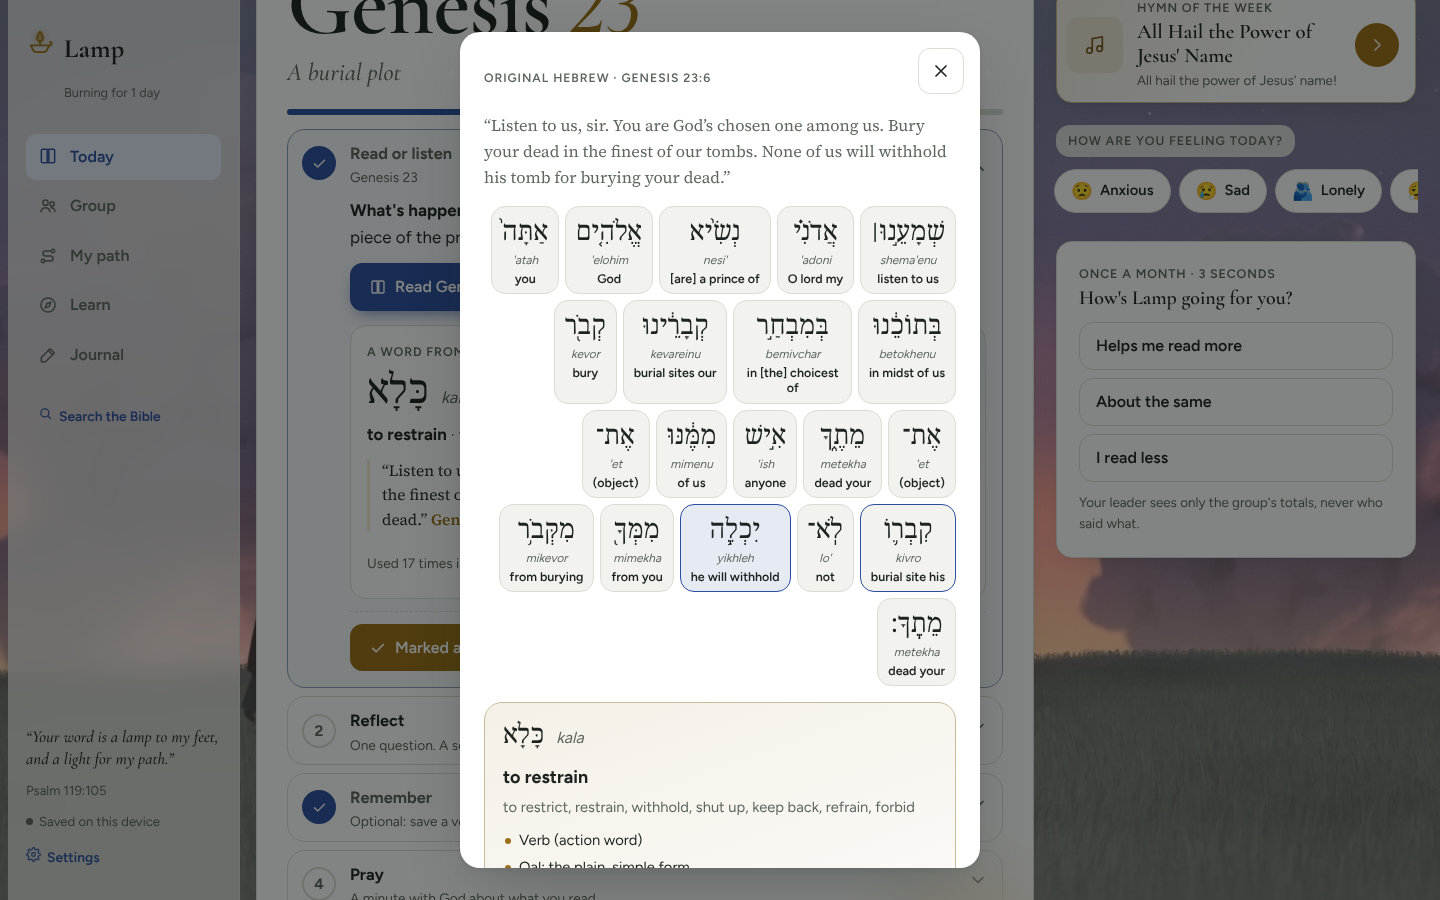 Lamp
Burning for 1 day
Today
Group
My path
Learn
Journal
Search the Bible
“Your word is a lamp to my feet,
and a light for my path.”
Psalm 119:105
Saved on this device
Settings
Genesis 23
A burial plot
Read or listen
Genesis 23
What's happen
piece of the pr
Read Ger
A WORD FROM
כָּלָא ka
to restrain ·
“Listen to u
the finest o
dead.” Gen
Used 17 times i
Marked a
2
Reflect
One question. A se
Remember
Optional: save a ve
4
Pray
A minute with God about what you read
ORIGINAL HEBREW · GENESIS 23:6
“Listen to us, sir. You are God’s chosen one among us. Bury
your dead in the finest of our tombs. None of us will withhold
his tomb for burying your dead.”
שְׁמָעֵ֣נוּ׀ אֲדֹנִ֗י נְשִׂ֨יא אֱלֹהִ֤ים אַתָּה֙
shema'enu 'adoni nesi' 'elohim 'atah
listen to us O lord my [are] a prince of God you
בְּתוֹכֵ֔נוּ בְּמִבְחַ֣ר קְבָרֵ֔ינוּ קְבֹ֖ר
betokhenu bemivchar kevareinu kevor
in midst of us in [the] choicest of burial sites our bury
אֶת־ מֵתֶ֑ךָ אִ֣ישׁ מִמֶּ֔נּוּ אֶת־
'et metekha 'ish mimenu 'et
(object) dead your anyone of us (object)
קִבְר֛וֹ לֹֽא־ יִכְלֶ֥ה מִמְּךָ֖ מִקְּבֹ֥ר
kivro lo' yikhleh mimekha mikevor
burial site his not he will withhold from you from burying
מֵתֶֽךָ׃
metekha
dead your
כָּלָא kala
to restrain
to restrict, restrain, withhold, shut up, keep back, refrain, forbid
Verb (action word)
Qal: the plain, simple form
HYMN OF THE WEEK
All Hail the Power of
Jesus' Name
All hail the power of Jesus' name!
HOW ARE YOU FEELING TODAY?
Anxious Sad Lonely
ONCE A MONTH · 3 SECONDS
How's Lamp going for you?
Helps me read more
About the same
I read less
Your leader sees only the group's totals, never who
said what.